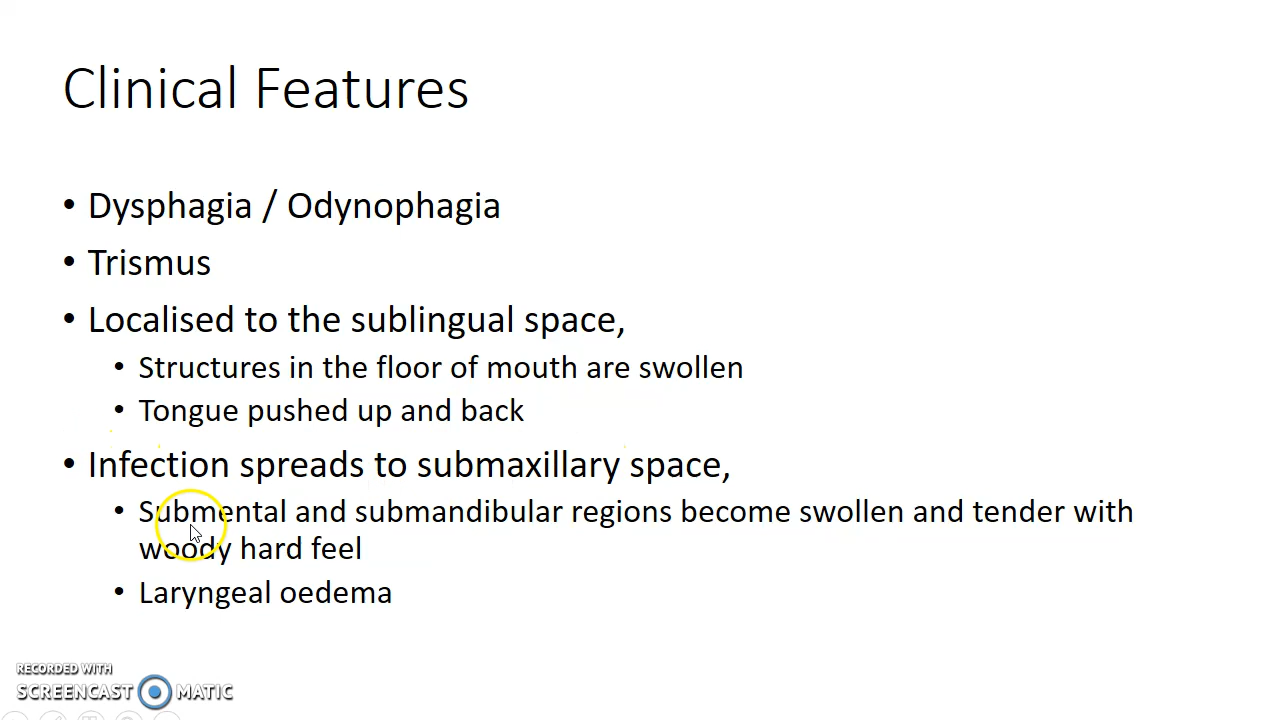 Clinical Features
• Dysphagia / Odynophagia
• Trismus
• Localised to the sublingual space,
• Structures in the floor of mouth are swollen
• Tongue pushed up and back
• Infection spreads to submaxillary space,
• Submental and submandibular regions become swollen and tender with
woody hard feel
• Laryngeal oedema
RECORDED WITH
SCREENCAST MATIC